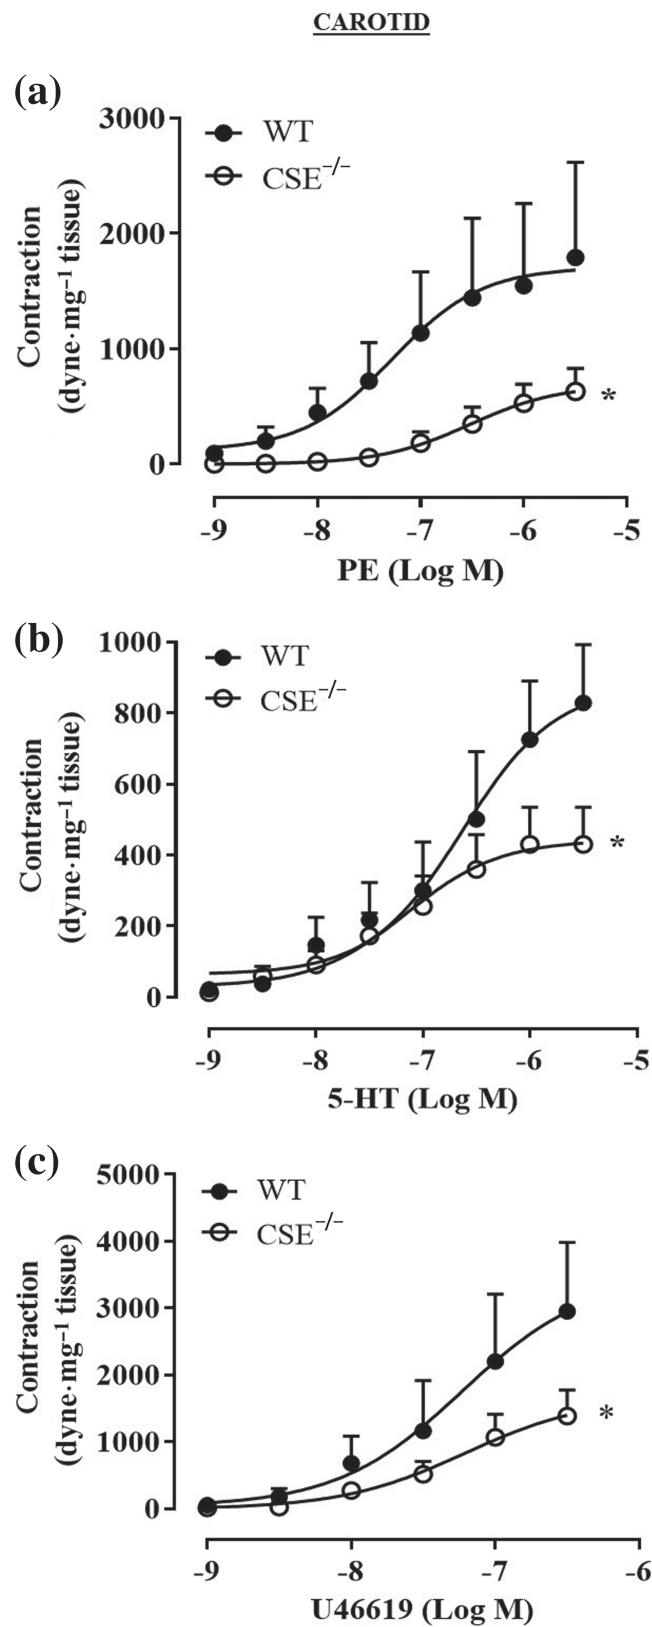 CAROTID
(a)
3000
2000
1000
0
Contraction
(dyne·mg⁻¹ tissue)
WT
CSE⁻/⁻
*
-9 -8 -7 -6 -5
PE (Log M)
(b)
1000
800
600
400
200
0
Contraction
(dyne·mg⁻¹ tissue)
WT
CSE⁻/⁻
*
-9 -8 -7 -6 -5
5-HT (Log M)
(c)
5000
4000
3000
2000
1000
0
Contraction
(dyne·mg⁻¹ tissue)
WT
CSE⁻/⁻
*
-9 -8 -7 -6
U46619 (Log M)